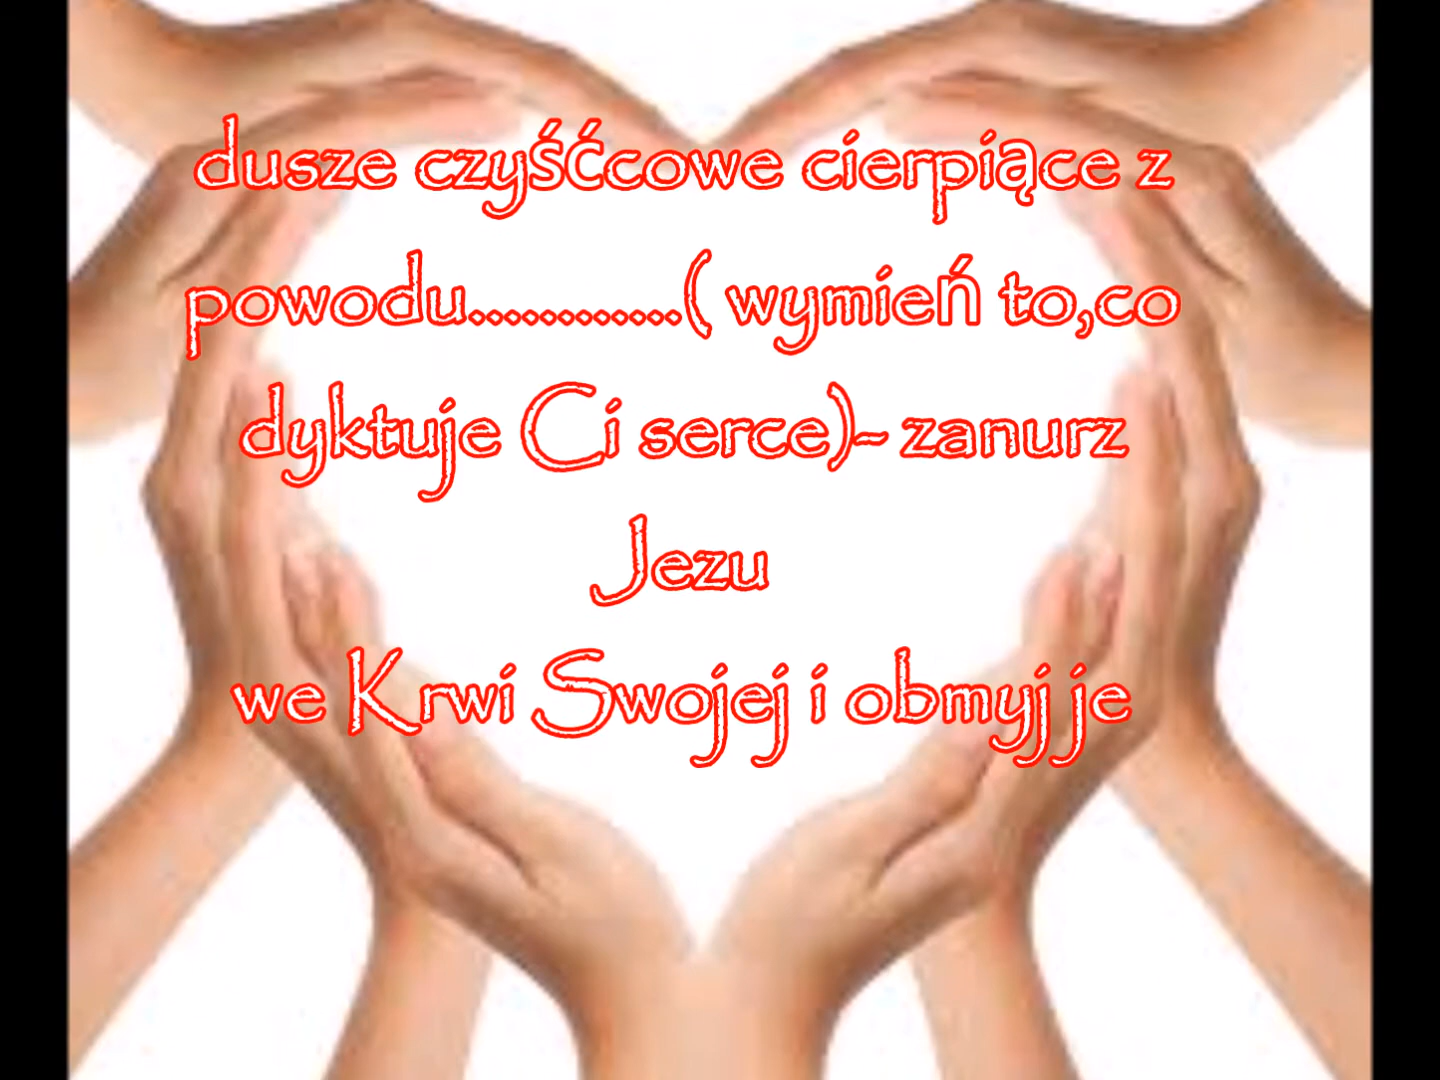 dusze czyśćcowe cierpiące z
powodu............( wymień to,co
dyktuje Ci serce)- zanurz
Jezu
we Krwi Swojej i obmyj je